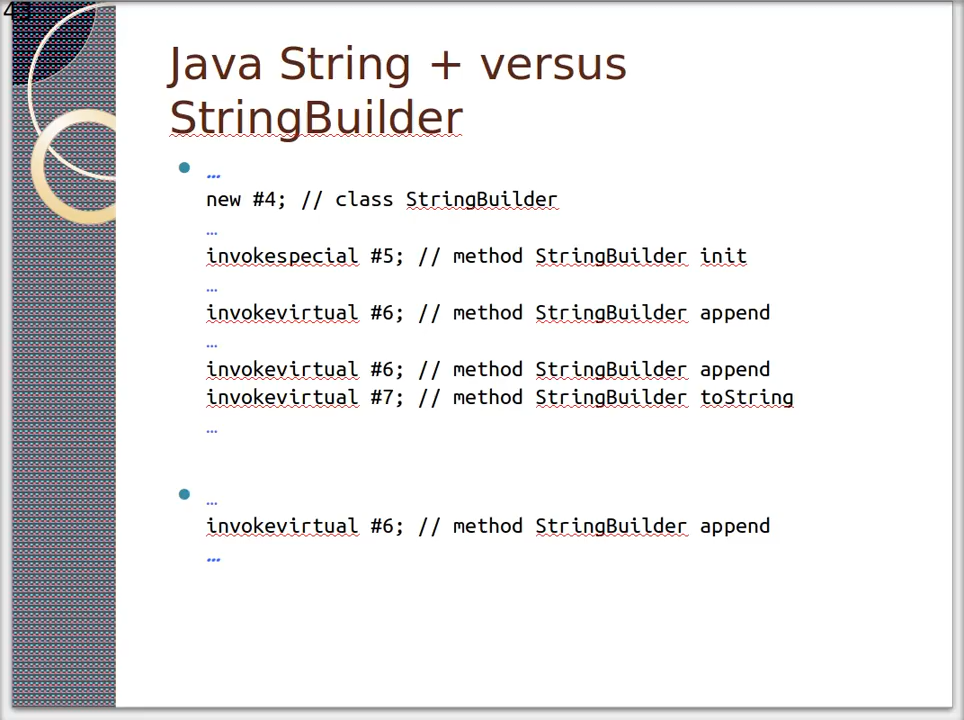 Java String + versus
StringBuilder
…
new #4; // class StringBuilder
…
invokespecial #5; // method StringBuilder init
…
invokevirtual #6; // method StringBuilder append
…
invokevirtual #6; // method StringBuilder append
invokevirtual #7; // method StringBuilder toString
…
…
invokevirtual #6; // method StringBuilder append
…